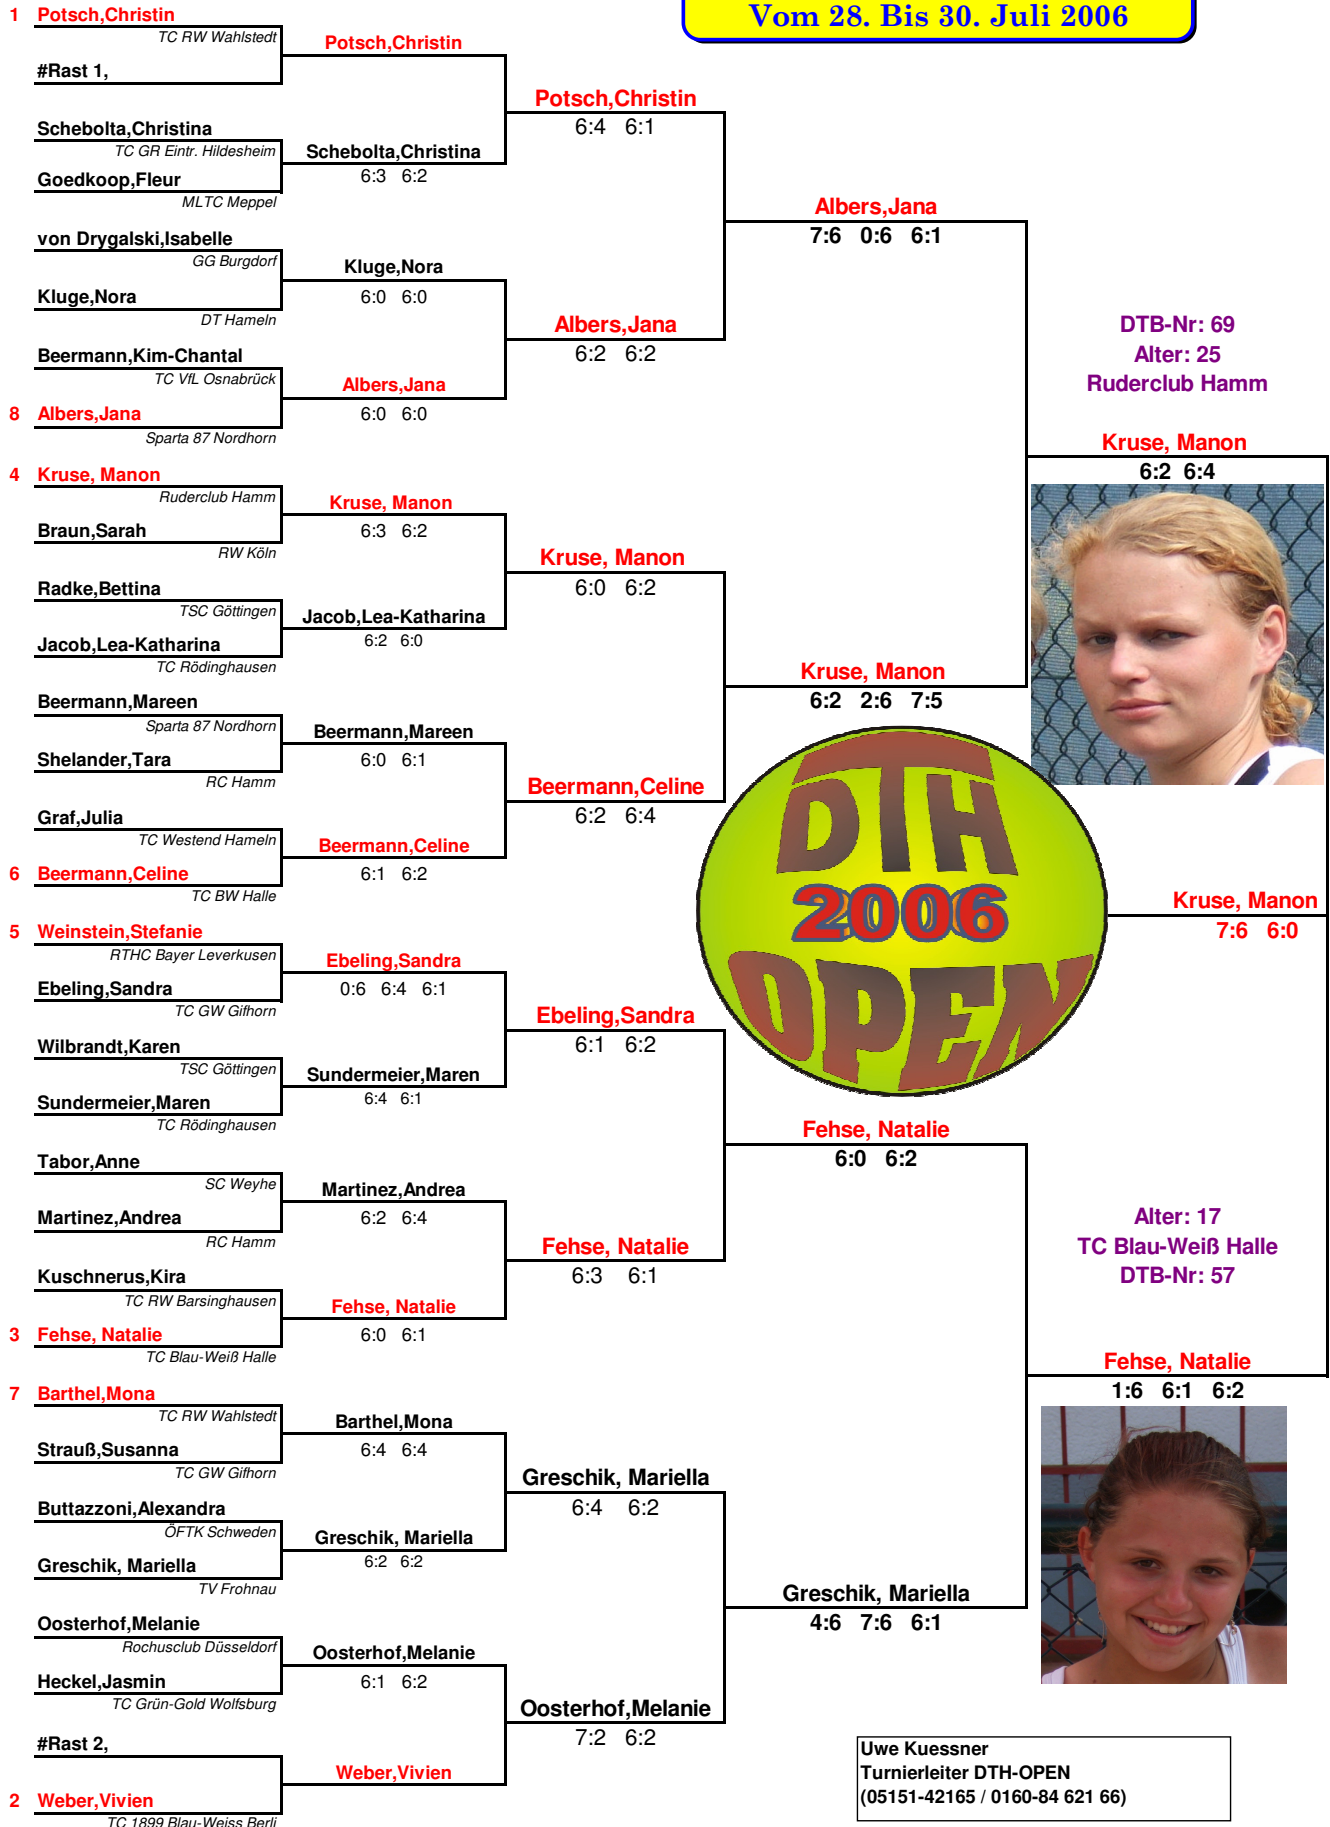 Vom 28. Bis 30. Juli 2006
1 Potsch,Christin
TC RW Wahlstedt
#Rast 1,
Schebolta,Christina
TC GR Eintr. Hildesheim
Goedkoop,Fleur
MLTC Meppel
von Drygalski,Isabelle
GG Burgdorf
Kluge,Nora
DT Hameln
Beermann,Kim-Chantal
TC VfL Osnabrück
8 Albers,Jana
Sparta 87 Nordhorn
4 Kruse, Manon
Ruderclub Hamm
Braun,Sarah
RW Köln
Radke,Bettina
TSC Göttingen
Jacob,Lea-Katharina
TC Rödinghausen
Beermann,Mareen
Sparta 87 Nordhorn
Shelander,Tara
RC Hamm
Graf,Julia
TC Westend Hameln
6 Beermann,Celine
TC BW Halle
5 Weinstein,Stefanie
RTHC Bayer Leverkusen
Ebeling,Sandra
TC GW Gifhorn
Wilbrandt,Karen
TSC Göttingen
Sundermeier,Maren
TC Rödinghausen
Tabor,Anne
SC Weyhe
Martinez,Andrea
RC Hamm
Kuschnerus,Kira
TC RW Barsinghausen
3 Fehse, Natalie
TC Blau-Weiß Halle
7 Barthel,Mona
TC RW Wahlstedt
Strauß,Susanna
TC GW Gifhorn
Buttazzoni,Alexandra
ÖFTK Schweden
Greschik, Mariella
TV Frohnau
Oosterhof,Melanie
Rochusclub Düsseldorf
Heckel,Jasmin
TC Grün-Gold Wolfsburg
#Rast 2,
2 Weber,Vivien
TC 1899 Blau-Weiss Berli
Potsch,Christin
Schebolta,Christina
6:3 6:2
Kluge,Nora
6:0 6:0
Albers,Jana
6:0 6:0
Kruse, Manon
6:3 6:2
Jacob,Lea-Katharina
6:2 6:0
Beermann,Mareen
6:0 6:1
Beermann,Celine
6:1 6:2
Ebeling,Sandra
0:6 6:4 6:1
Sundermeier,Maren
6:4 6:1
Martinez,Andrea
6:2 6:4
Fehse, Natalie
6:0 6:1
Barthel,Mona
6:4 6:4
Greschik, Mariella
6:2 6:2
Oosterhof,Melanie
6:1 6:2
Weber,Vivien
Potsch,Christin
6:4 6:1
Albers,Jana
6:2 6:2
Kruse, Manon
6:0 6:2
Beermann,Celine
6:2 6:4
Ebeling,Sandra
6:1 6:2
Fehse, Natalie
6:3 6:1
Greschik, Mariella
6:4 6:2
Oosterhof,Melanie
7:2 6:2
Albers,Jana
7:6 0:6 6:1
Kruse, Manon
6:2 2:6 7:5
DTH
2006
OPEN
Fehse, Natalie
6:0 6:2
Greschik, Mariella
4:6 7:6 6:1
DTB-Nr: 69
Alter: 25
Ruderclub Hamm
Kruse, Manon
6:2 6:4
Kruse, Manon
7:6 6:0
Alter: 17
TC Blau-Weiß Halle
DTB-Nr: 57
Fehse, Natalie
1:6 6:1 6:2
Uwe Kuessner
Turnierleiter DTH-OPEN
(05151-42165 / 0160-84 621 66)